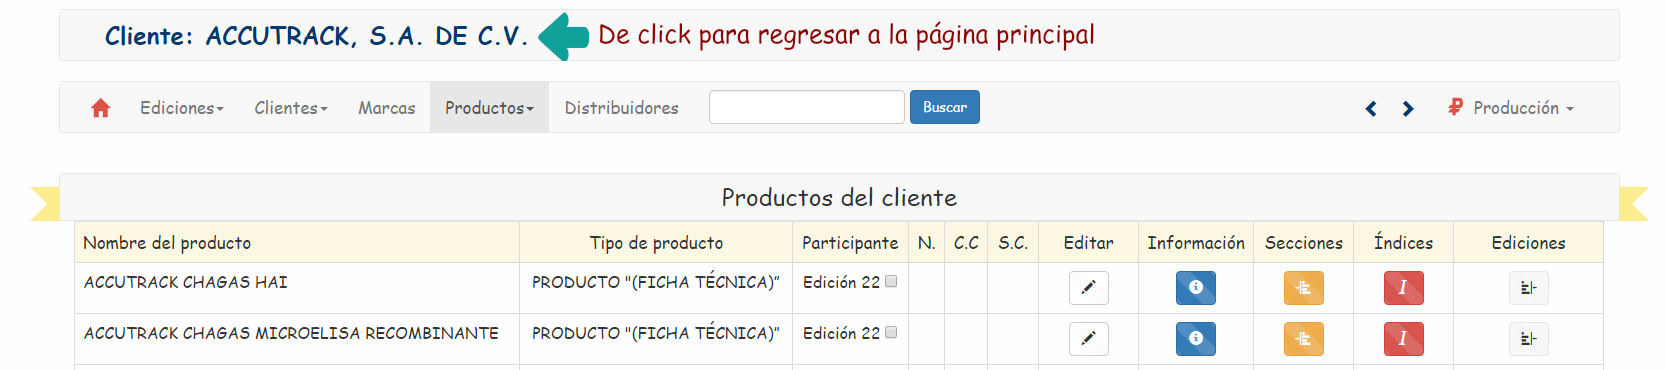 Cliente: ACCUTRACK, S.A. DE C.V. De click para regresar a la página principal
Ediciones Clientes Marcas Productos Distribuidores Buscar Producción
Productos del cliente
Nombre del producto Tipo de producto Participante N. C.C S.C. Editar Información Secciones Índices Ediciones
ACCUTRACK CHAGAS HAI PRODUCTO "(FICHA TÉCNICA)" Edición 22 I
ACCUTRACK CHAGAS MICROELISA RECOMBINANTE PRODUCTO "(FICHA TÉCNICA)" Edición 22 I